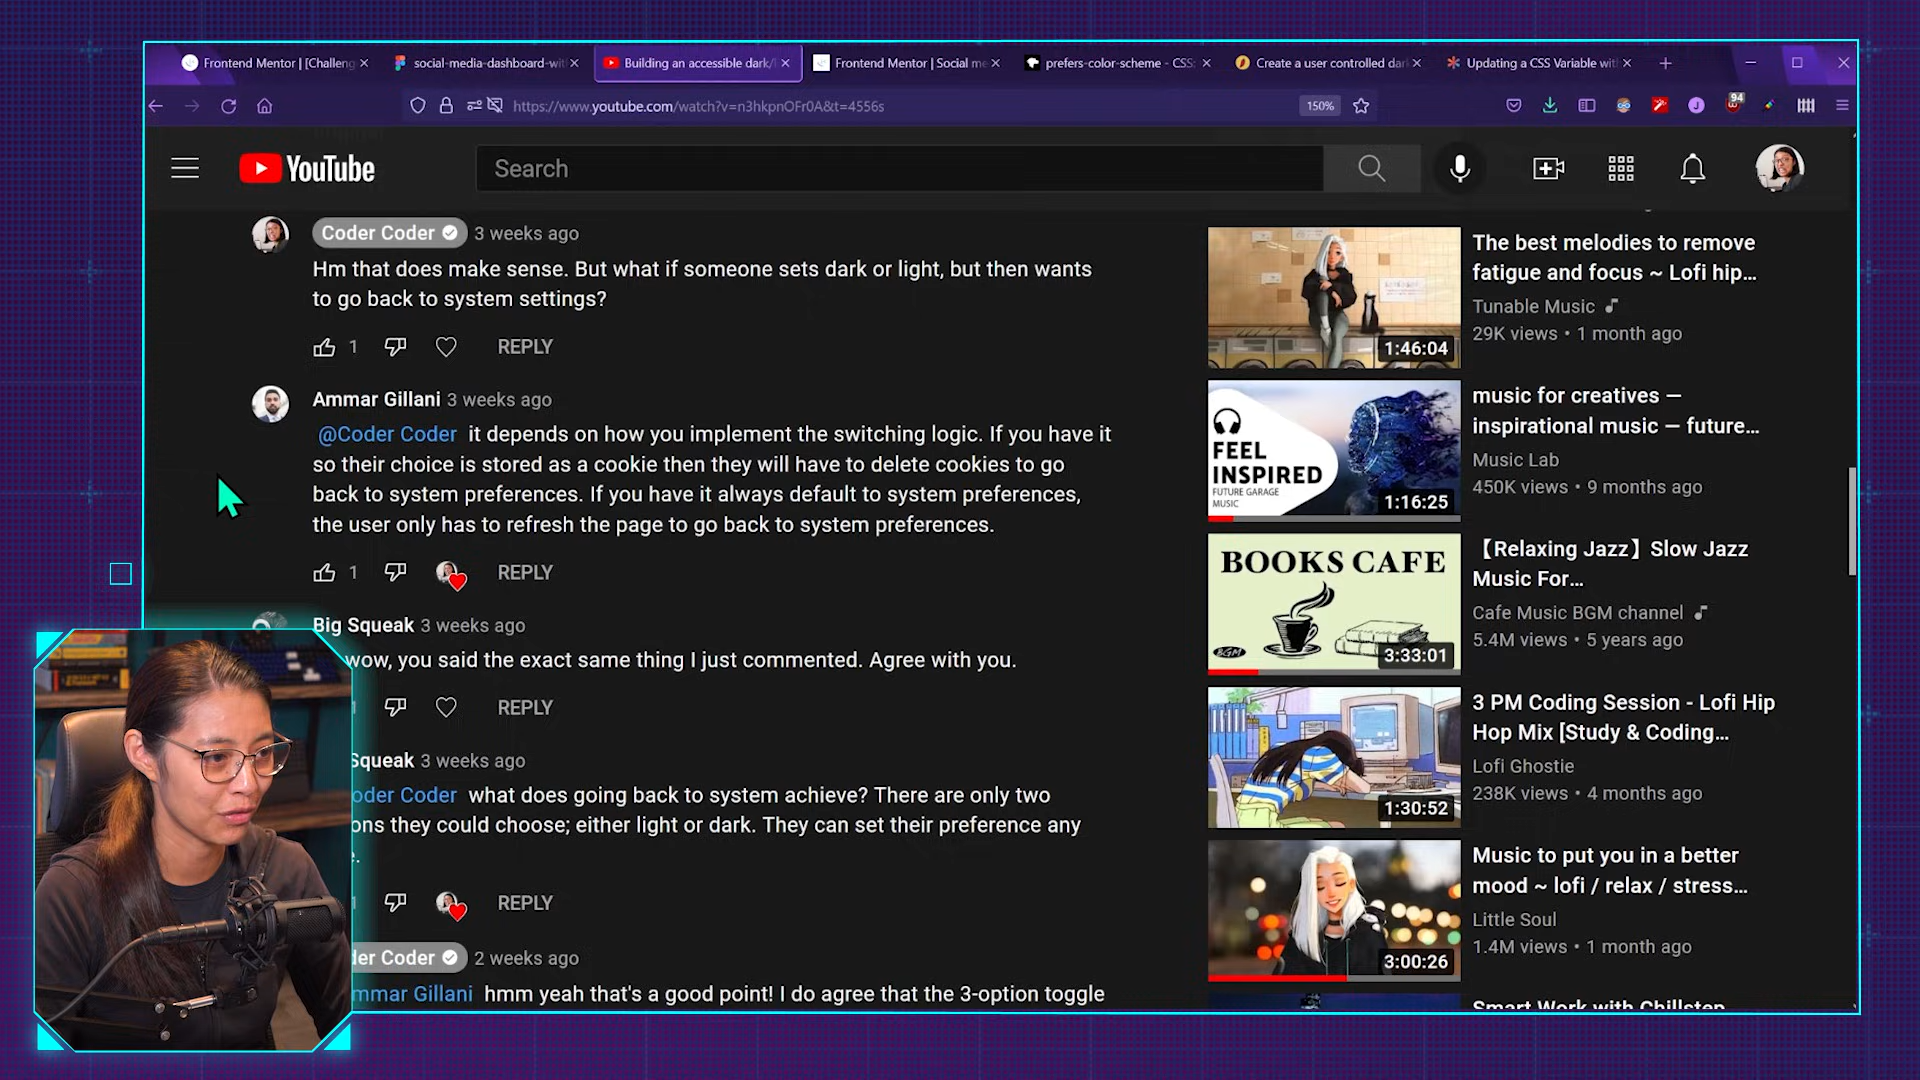 Frontend Mentor | [Challeng
social-media-dashboard-wit
Building an accessible dark/
Frontend Mentor | Social me
prefers-color-scheme - CSS:
Create a user controlled dar
Updating a CSS Variable wit
https://www.youtube.com/watch?v=n3hkpnOFr0A&t=4556s
150%
94
YouTube
Search
Coder Coder 3 weeks ago
Hm that does make sense. But what if someone sets dark or light, but then wants
to go back to system settings?
1 REPLY
Ammar Gillani 3 weeks ago
@Coder Coder it depends on how you implement the switching logic. If you have it
so their choice is stored as a cookie then they will have to delete cookies to go
back to system preferences. If you have it always default to system preferences,
the user only has to refresh the page to go back to system preferences.
1 REPLY
Big Squeak 3 weeks ago
wow, you said the exact same thing I just commented. Agree with you.
REPLY
Squeak 3 weeks ago
oder Coder what does going back to system achieve? There are only two
ons they could choose; either light or dark. They can set their preference any
REPLY
der Coder 2 weeks ago
mmar Gillani hmm yeah that's a good point! I do agree that the 3-option toggle
1:46:04
The best melodies to remove
fatigue and focus ~ Lofi hip...
Tunable Music
29K views • 1 month ago
FEEL
INSPIRED
FUTURE GARAGE
MUSIC
1:16:25
music for creatives —
inspirational music — future...
Music Lab
450K views • 9 months ago
BOOKS CAFE
BGM
3:33:01
【Relaxing Jazz】Slow Jazz
Music For...
Cafe Music BGM channel
5.4M views • 5 years ago
1:30:52
3 PM Coding Session - Lofi Hip
Hop Mix [Study & Coding...
Lofi Ghostie
238K views • 4 months ago
3:00:26
Music to put you in a better
mood ~ lofi / relax / stress...
Little Soul
1.4M views • 1 month ago
Smart Work with Chillstep